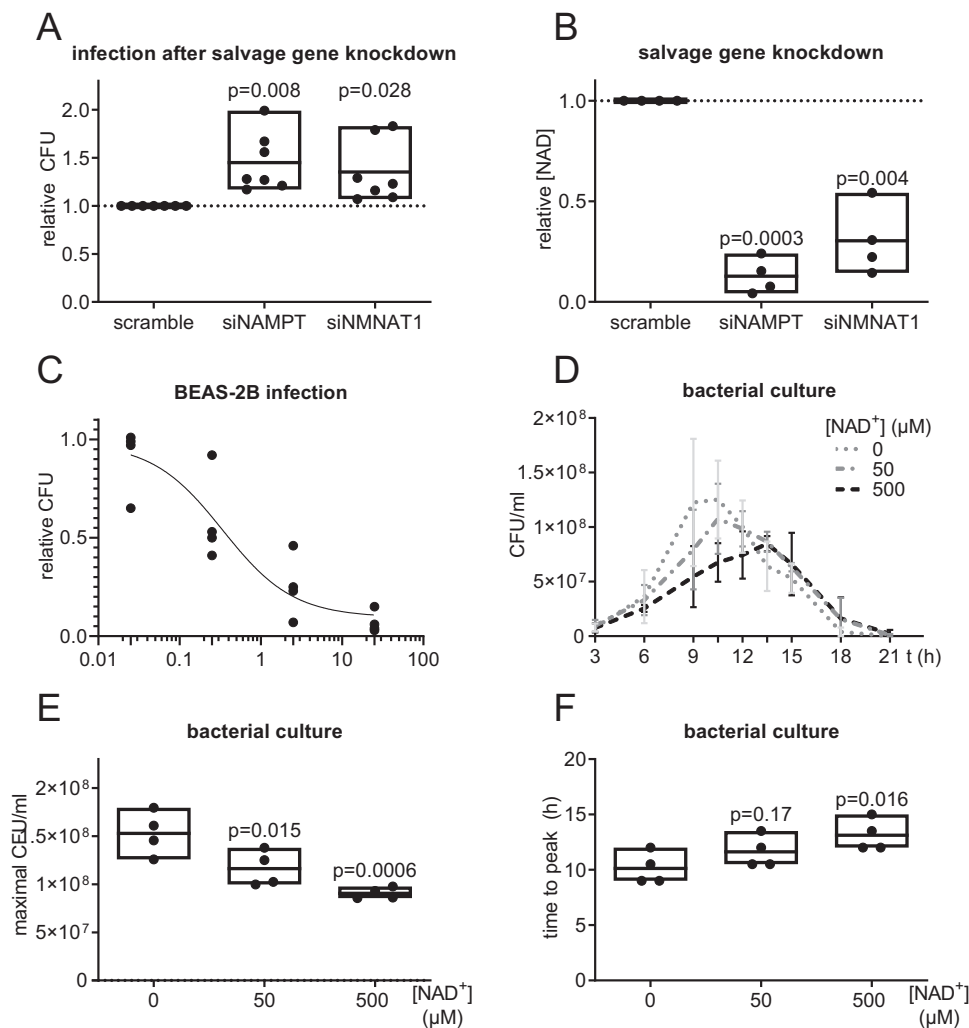 A
infection after salvage gene knockdown
relative CFU
2.0
1.5
1.0
0.5
0.0
p=0.008
p=0.028
scramble
siNAMPT
siNMNAT1
B
salvage gene knockdown
relative [NAD]
1.0
0.5
0.0
p=0.0003
p=0.004
scramble
siNAMPT
siNMNAT1
C
BEAS-2B infection
relative CFU
1.0
0.5
0.0
0.01
0.1
1
10
100
D
bacterial culture
CFU/ml
2×10⁸
1.5×10⁸
1×10⁸
5×10⁷
0
[NAD⁺] (µM)
0
50
500
3
6
9
12
15
18
21
t (h)
E
bacterial culture
maximal CFU/ml
2×10⁸
1.5×10⁸
1×10⁸
5×10⁷
0
p=0.015
p=0.0006
0
50
500
[NAD⁺]
(µM)
F
bacterial culture
time to peak (h)
20
15
10
5
0
p=0.17
p=0.016
0
50
500
[NAD⁺]
(µM)